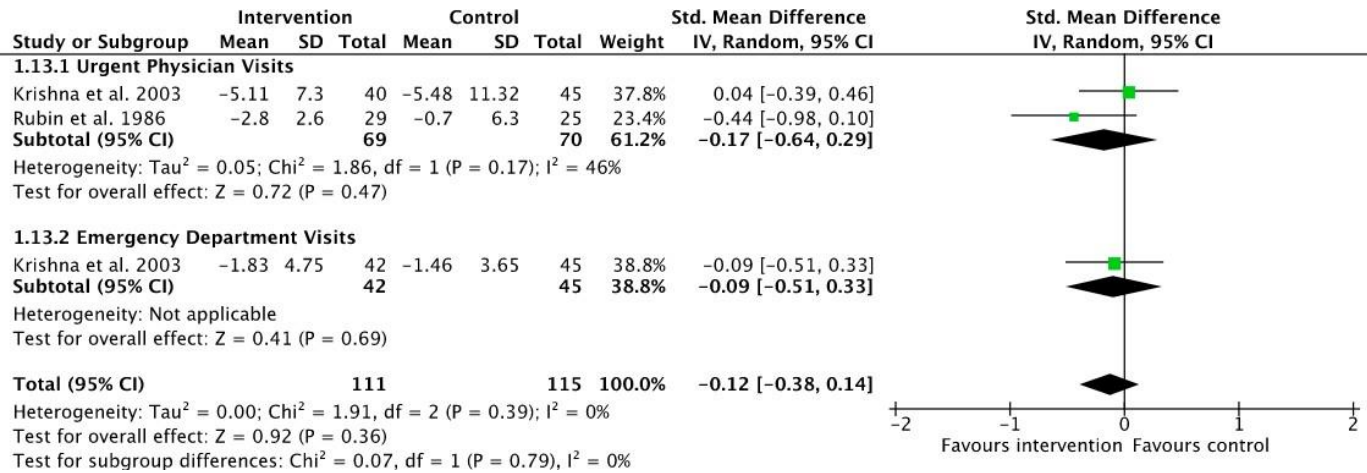 Intervention Control Std. Mean Difference Std. Mean Difference
Study or Subgroup Mean SD Total Mean SD Total Weight IV, Random, 95% CI IV, Random, 95% CI
1.13.1 Urgent Physician Visits
Krishna et al. 2003 -5.11 7.3 40 -5.48 11.32 45 37.8% 0.04 [-0.39, 0.46]
Rubin et al. 1986 -2.8 2.6 29 -0.7 6.3 25 23.4% -0.44 [-0.98, 0.10]
Subtotal (95% CI) 69 70 61.2% -0.17 [-0.64, 0.29]
Heterogeneity: Tau² = 0.05; Chi² = 1.86, df = 1 (P = 0.17); I² = 46%
Test for overall effect: Z = 0.72 (P = 0.47)
1.13.2 Emergency Department Visits
Krishna et al. 2003 -1.83 4.75 42 -1.46 3.65 45 38.8% -0.09 [-0.51, 0.33]
Subtotal (95% CI) 42 45 38.8% -0.09 [-0.51, 0.33]
Heterogeneity: Not applicable
Test for overall effect: Z = 0.41 (P = 0.69)
Total (95% CI) 111 115 100.0% -0.12 [-0.38, 0.14]
Heterogeneity: Tau² = 0.00; Chi² = 1.91, df = 2 (P = 0.39); I² = 0%
Test for overall effect: Z = 0.92 (P = 0.36)
Test for subgroup differences: Chi² = 0.07, df = 1 (P = 0.79), I² = 0%
-2 -1 0 1 2
Favours intervention Favours control